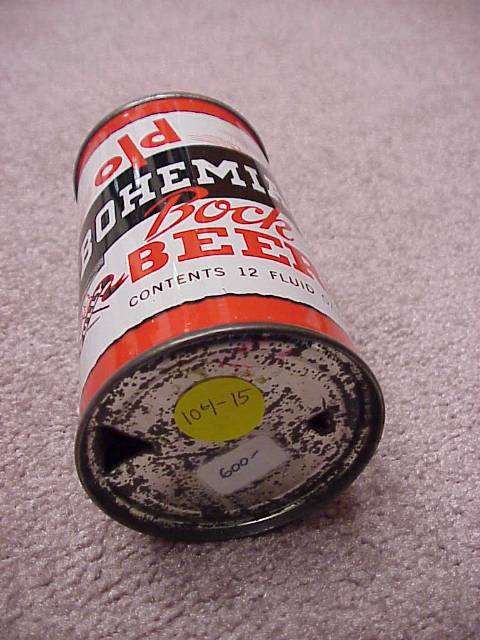 Old
BOHEMI
Bock
BEER
CONTENTS 12 FLUID
104-15
600-